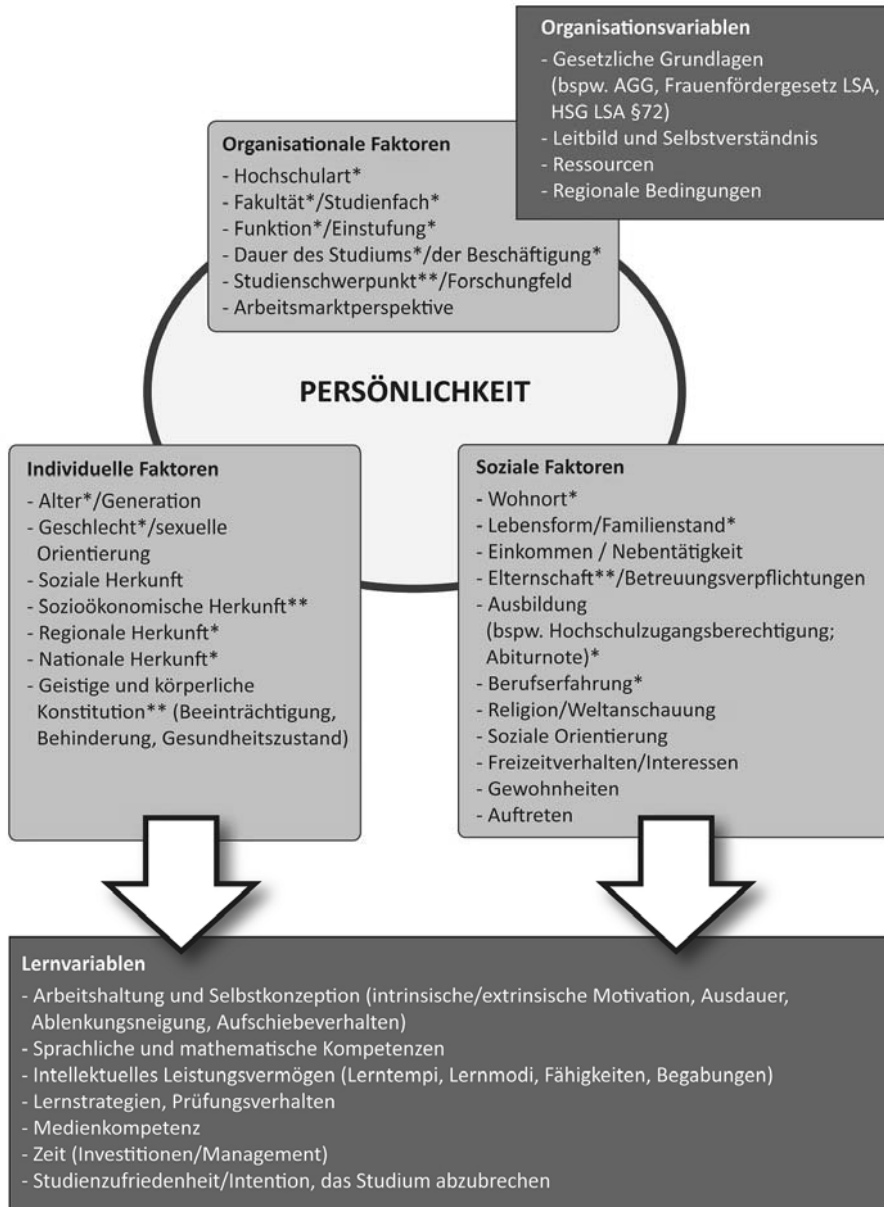 Organisationsvariablen
- Gesetzliche Grundlagen
(bspw. AGG, Frauenfördergesetz LSA,
HSG LSA §72)
- Leitbild und Selbstverständnis
- Ressourcen
- Regionale Bedingungen
Organisationale Faktoren
- Hochschulart*
- Fakultät*/Studienfach*
- Funktion*/Einstufung*
- Dauer des Studiums*/der Beschäftigung*
- Studienschwerpunkt**/Forschungfeld
- Arbeitsmarktperspektive
PERSÖNLICHKEIT
Individuelle Faktoren
- Alter*/Generation
- Geschlecht*/sexuelle
Orientierung
- Soziale Herkunft
- Sozioökonomische Herkunft**
- Regionale Herkunft*
- Nationale Herkunft*
- Geistige und körperliche
Konstitution** (Beeinträchtigung,
Behinderung, Gesundheitszustand)
Soziale Faktoren
- Wohnort*
- Lebensform/Familienstand*
- Einkommen / Nebentätigkeit
- Elternschaft**/Betreuungsverpflichtungen
- Ausbildung
(bspw. Hochschulzugangsberechtigung;
Abiturnote)*
- Berufserfahrung*
- Religion/Weltanschauung
- Soziale Orientierung
- Freizeitverhalten/Interessen
- Gewohnheiten
- Auftreten
Lernvariablen
- Arbeitshaltung und Selbstkonzeption (intrinsische/extrinsische Motivation, Ausdauer,
Ablenkungsneigung, Aufschiebeverhalten)
- Sprachliche und mathematische Kompetenzen
- Intellektuelles Leistungsvermögen (Lerntempi, Lernmodi, Fähigkeiten, Begabungen)
- Lernstrategien, Prüfungsverhalten
- Medienkompetenz
- Zeit (Investitionen/Management)
- Studienzufriedenheit/Intention, das Studium abzubrechen